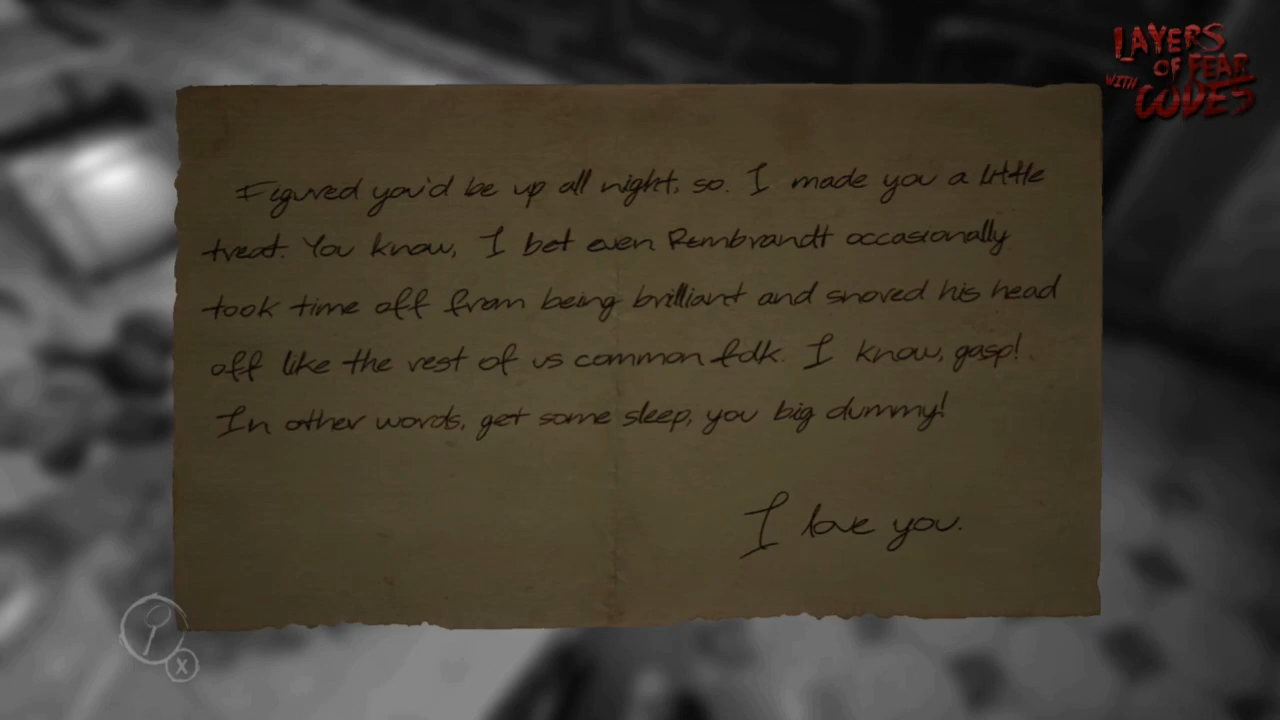 LAYERS
OF FEAR
WITH
CODES
Figured you'd be up all night, so. I made you a little
treat. You know, I bet even Rembrandt occasionally
took time off from being brilliant and snored his head
off like the rest of us common folk. I know, gasp!
In other words, get some sleep, you big dummy!
I love you.
X